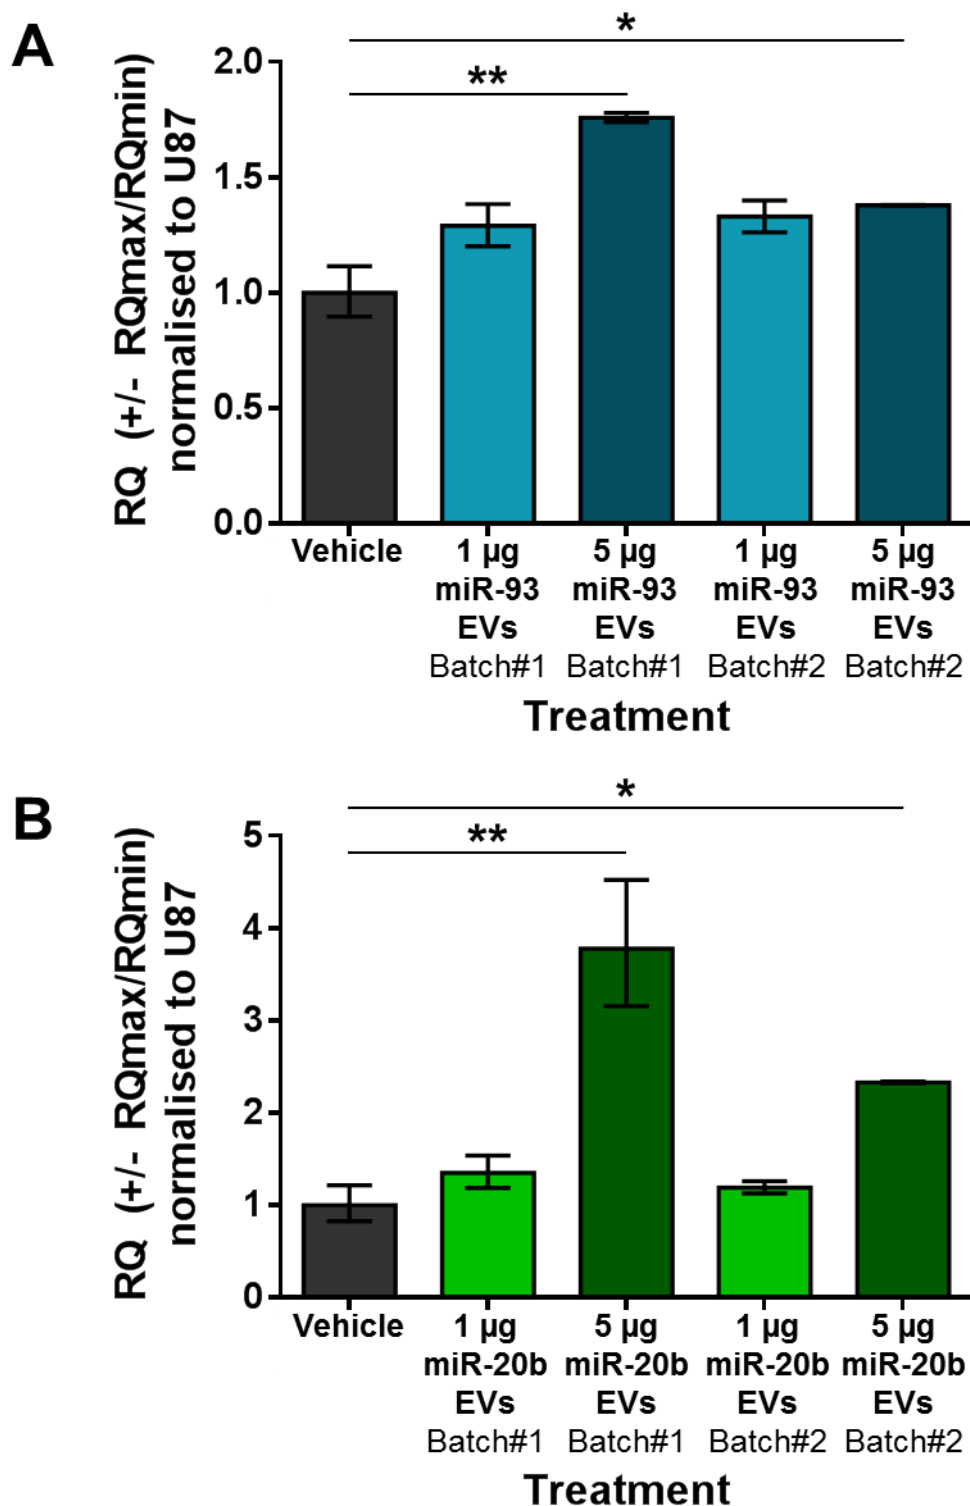 A
RQ (+/- RQmax/RQmin)
normalised to U87
*
**
2.0
1.5
1.0
0.5
0.0
Vehicle
1 µg
miR-93
EVs
Batch#1
5 µg
miR-93
EVs
Batch#1
1 µg
miR-93
EVs
Batch#2
5 µg
miR-93
EVs
Batch#2
Treatment
B
RQ (+/- RQmax/RQmin)
normalised to U87
*
**
5
4
3
2
1
0
Vehicle
1 µg
miR-20b
EVs
Batch#1
5 µg
miR-20b
EVs
Batch#1
1 µg
miR-20b
EVs
Batch#2
5 µg
miR-20b
EVs
Batch#2
Treatment